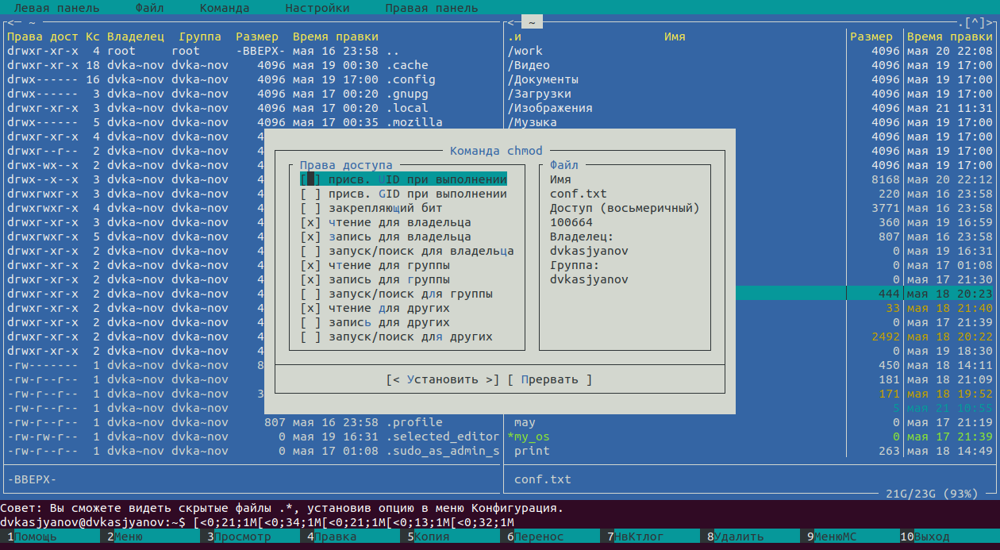 Левая панель Файл Команда Настройки Правая панель
<─ ~ < ~ .[^]>
Права дост Кс Владелец Группа Размер Время правки .и Имя Размер Время правки
drwxr-xr-x 4 root root -ВВЕРХ- мая 16 23:58 .. /work 4096 мая 20 22:08
drwxr-xr-x 18 dvka~nov dvka~nov 4096 мая 19 00:30 .cache /Видео 4096 мая 19 17:00
drwx------ 16 dvka~nov dvka~nov 4096 мая 19 17:00 .config /Документы 4096 мая 19 17:00
drwx------ 3 dvka~nov dvka~nov 4096 мая 17 00:20 .gnupg /Загрузки 4096 мая 19 17:00
drwxr-xr-x 3 dvka~nov dvka~nov 4096 мая 17 00:20 .local /Изображения 4096 мая 21 11:31
drwx------ 5 dvka~nov dvka~nov 4096 мая 17 00:35 .mozilla /Музыка 4096 мая 19 17:00
drwxr-xr-x 4 dvka~nov dvka~nov 4 4096 мая 19 17:00
drwxr--r-- 2 dvka~nov dvka~nov 4 Команда chmod 4096 мая 19 17:00
drwx-wx--x 2 dvka~nov dvka~nov 4 Права доступа Файл 4096 мая 19 17:00
drwx--x--x 3 dvka~nov dvka~nov 4 [ ] присв. UID при выполнении Имя 8168 мая 20 22:12
drwxrwxr-x 3 dvka~nov dvka~nov 4 [ ] присв. GID при выполнении conf.txt 220 мая 16 23:58
drwxrwxr-x 4 dvka~nov dvka~nov 4 [ ] закрепляющий бит Доступ (восьмеричный) 3771 мая 16 23:58
drwxr-xr-x 3 dvka~nov dvka~nov 4 [x] чтение для владельца 100664 360 мая 19 16:59
drwxrwxr-x 5 dvka~nov dvka~nov 4 [x] запись для владельца Владелец: 807 мая 16 23:58
drwxr-xr-x 2 dvka~nov dvka~nov 4 [ ] запуск/поиск для владельца dvkasjyanov 0 мая 19 16:31
drwxr-xr-x 2 dvka~nov dvka~nov 4 [x] чтение для группы Группа: 0 мая 17 01:08
drwxr-xr-x 2 dvka~nov dvka~nov 4 [x] запись для группы dvkasjyanov 0 мая 17 21:30
drwxr-xr-x 2 dvka~nov dvka~nov 4 [ ] запуск/поиск для группы 444 мая 18 20:23
drwxr-xr-x 2 dvka~nov dvka~nov 4 [x] чтение для других 33 мая 18 21:40
drwxr-xr-x 2 dvka~nov dvka~nov 4 [ ] запись для других 0 мая 17 21:39
drwxr-xr-x 2 dvka~nov dvka~nov 4 [ ] запуск/поиск для других 2492 мая 18 20:22
drwxr-xr-x 2 dvka~nov dvka~nov 4 0 мая 19 18:30
-rw------- 1 dvka~nov dvka~nov 8 450 мая 18 14:11
-rw-r--r-- 1 dvka~nov dvka~nov [< Установить >] [ Прервать ] 181 мая 18 21:09
-rw-r--r-- 1 dvka~nov dvka~nov 3 171 мая 18 19:52
-rw-r--r-- 1 dvka~nov dvka~nov 5 мая 21 10:55
-rw-r--r-- 1 dvka~nov dvka~nov 807 мая 16 23:58 .profile may 0 мая 17 21:19
-rw-rw-r-- 1 dvka~nov dvka~nov 0 мая 19 16:31 .selected_editor *my_os 0 мая 17 21:39
-rw-r--r-- 1 dvka~nov dvka~nov 0 мая 17 01:08 .sudo_as_admin_s print 263 мая 18 14:49
-ВВЕРХ- conf.txt
21G/23G (93%)
Совет: Вы сможете видеть скрытые файлы .*, установив опцию в меню Конфигурация.
dvkasjyanov@dvkasjyanov:~$ [<0;21;1M[<0;34;1M[<0;21;1M[<0;13;1M[<0;32;1M
1Помощь 2Меню 3Просмотр 4Правка 5Копия 6Перенос 7НвКтлог 8Удалить 9МенюМС 10Выход